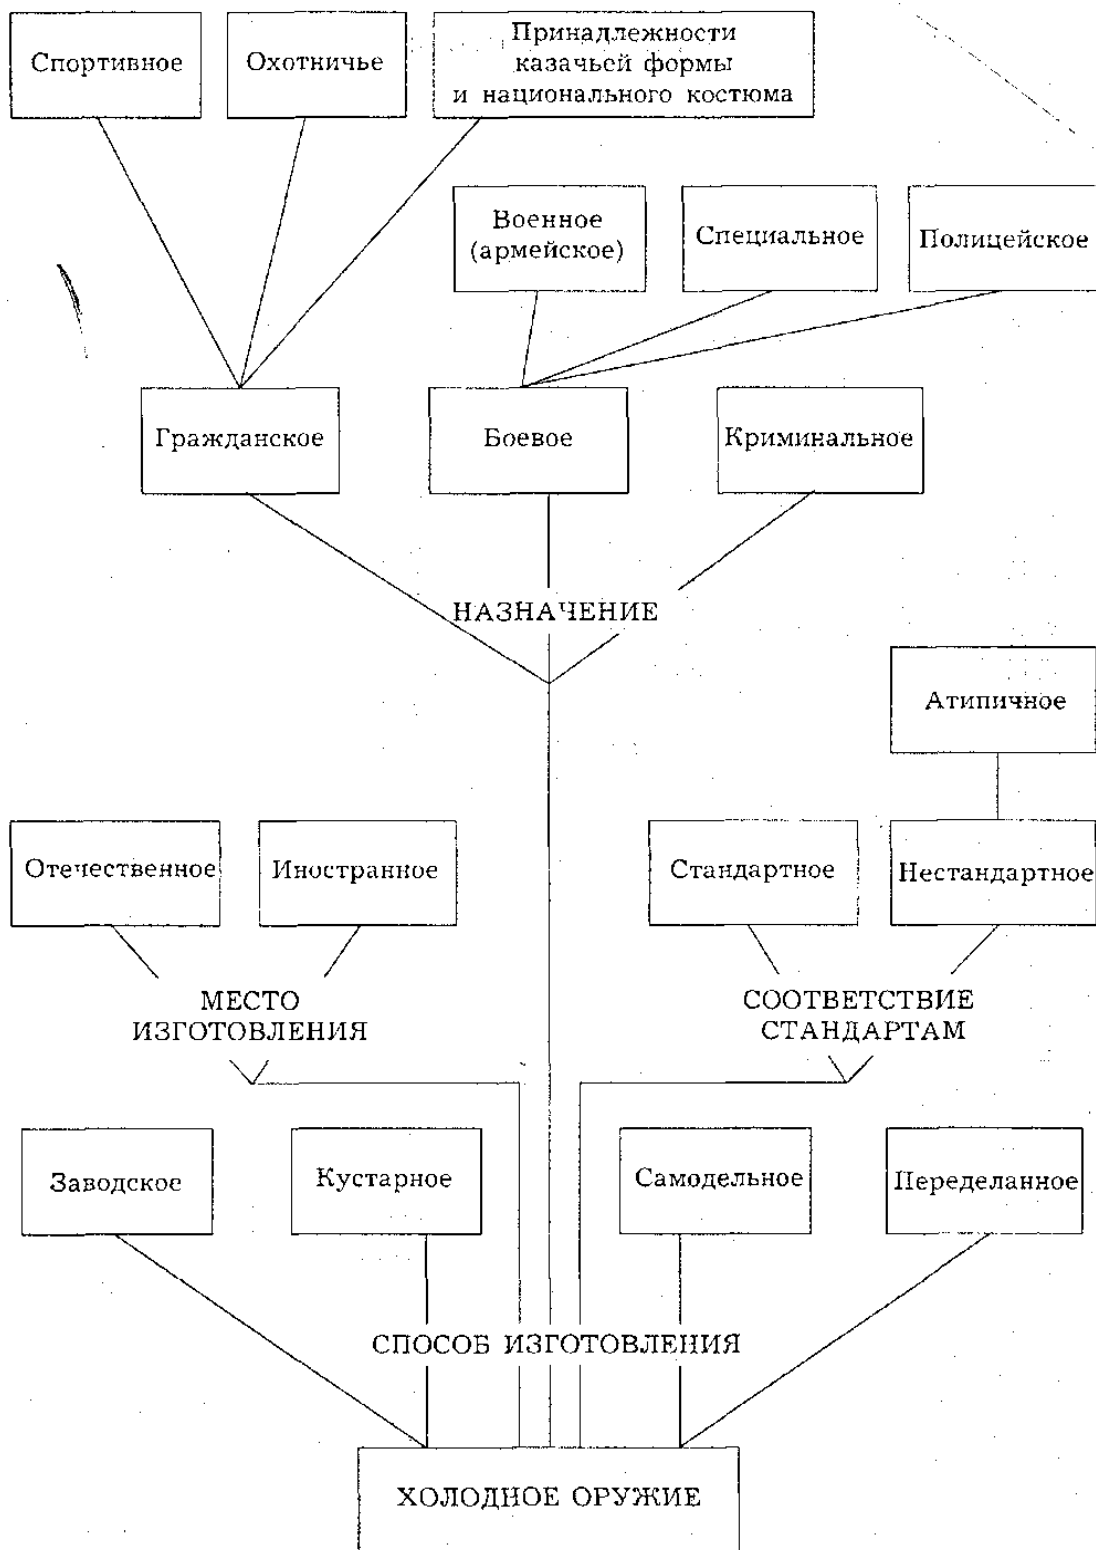 Спортивное
Охотничье
Принадлежности
казачьей формы
и национального костюма
Военное
(армейское)
Специальное
Полицейское
Гражданское
Боевое
Криминальное
НАЗНАЧЕНИЕ
Атипичное
Отечественное
Иностранное
Стандартное
Нестандартное
МЕСТО
ИЗГОТОВЛЕНИЯ
СООТВЕТСТВИЕ
СТАНДАРТАМ
Заводское
Кустарное
Самодельное
Переделанное
СПОСОБ ИЗГОТОВЛЕНИЯ
ХОЛОДНОЕ ОРУЖИЕ